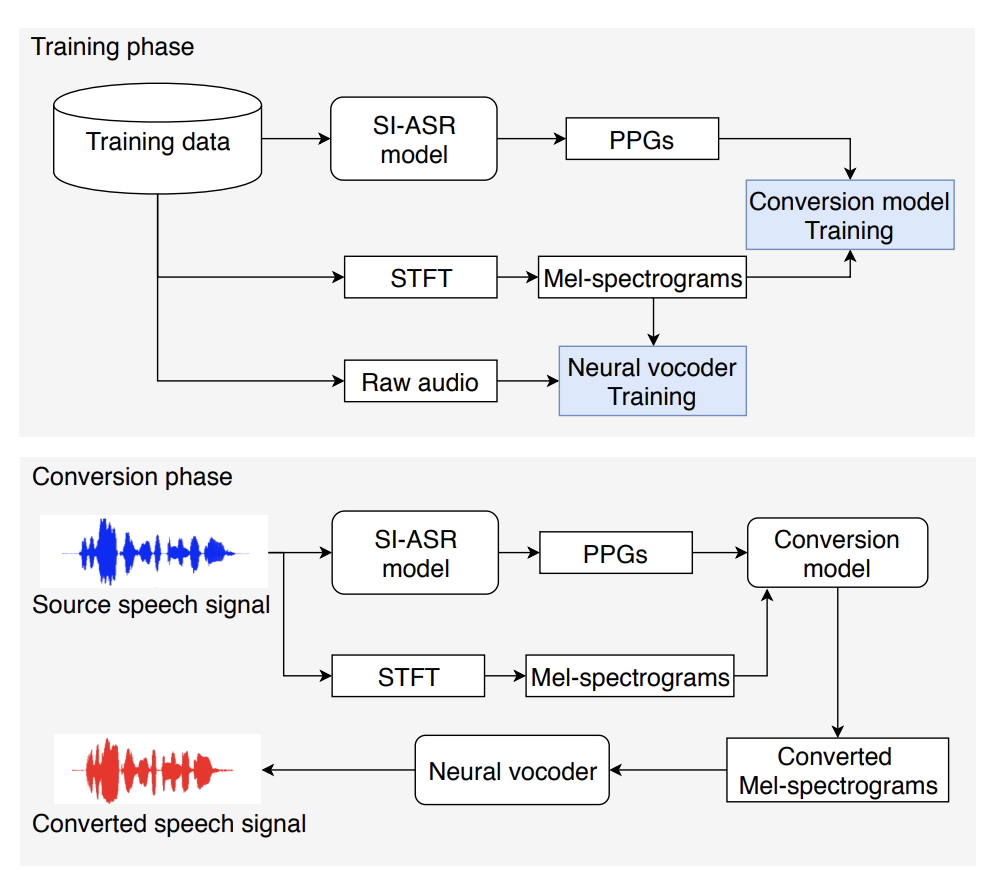 Training phase
Training data
SI-ASR
model
PPGs
Conversion model
Training
STFT
Mel-spectrograms
Raw audio
Neural vocoder
Training
Conversion phase
Source speech signal
SI-ASR
model
PPGs
Conversion
model
STFT
Mel-spectrograms
Converted
Mel-spectrograms
Neural vocoder
Converted speech signal